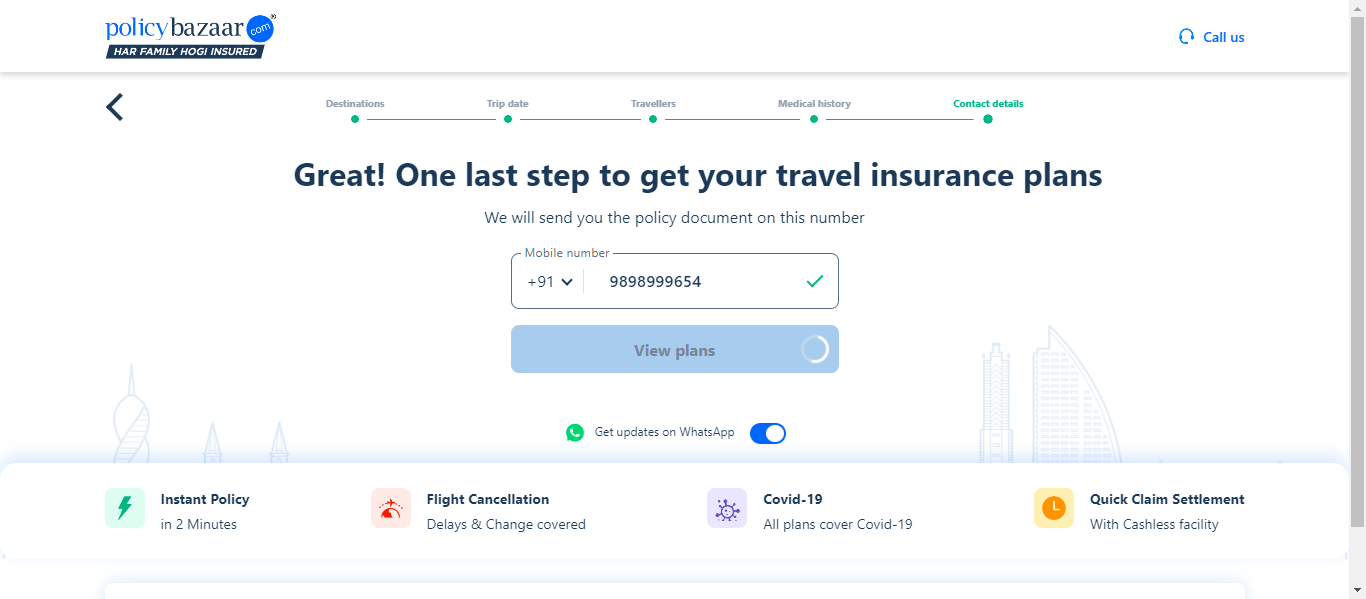 policybazaar.com®
HAR FAMILY HOGI INSURED
Call us
Destinations
Trip date
Travellers
Medical history
Contact details
Great! One last step to get your travel insurance plans
We will send you the policy document on this number
Mobile number
+91 9898999654
View plans
Get updates on WhatsApp
Instant Policy
in 2 Minutes
Flight Cancellation
Delays & Change covered
Covid-19
All plans cover Covid-19
Quick Claim Settlement
With Cashless facility